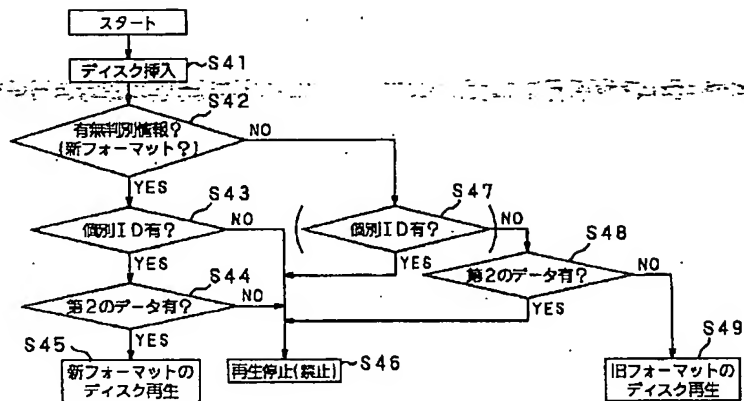 スタート
ディスク挿入
S41
S42
有無判別情報?
(新フォーマット?)
NO
YES
S43
個別ID有?
NO
YES
S47
(個別ID有?)
NO
YES
S44
第2のデータ有?
NO
YES
S48
第2のデータ有?
NO
YES
S45
新フォーマットの
ディスク再生
再生停止(禁止)
S46
S49
旧フォーマットの
ディスク再生